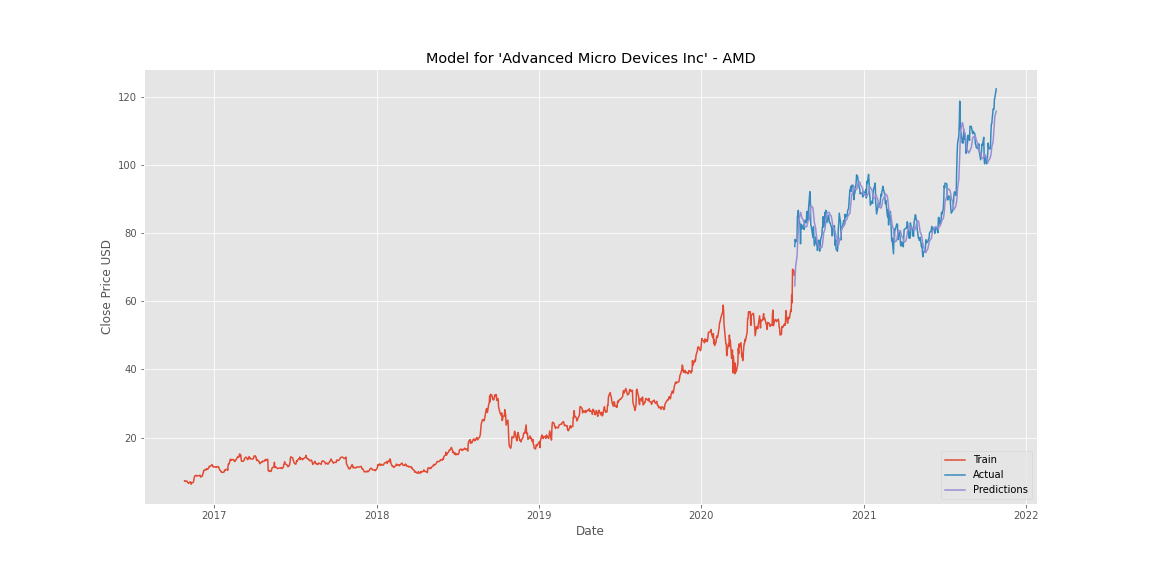 Model for 'Advanced Micro Devices Inc' - AMD
120
100
80
60
40
20
Close Price USD
2017 2018 2019 2020 2021 2022
Date
Train
Actual
Predictions